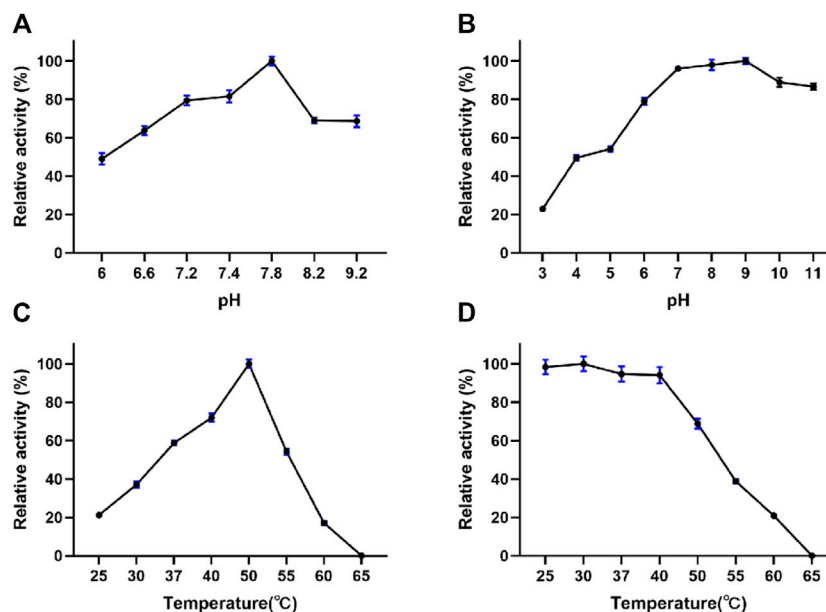 A
Relative activity (%)
100
80
60
40
20
0
6 6.6 7.2 7.4 7.8 8.2 9.2
pH
B
Relative activity (%)
100
80
60
40
20
0
3 4 5 6 7 8 9 10 11
pH
C
Relative activity (%)
100
80
60
40
20
0
25 30 37 40 50 55 60 65
Temperature(℃)
D
Relative activity (%)
100
80
60
40
20
0
25 30 37 40 50 55 60 65
Temperature(℃)